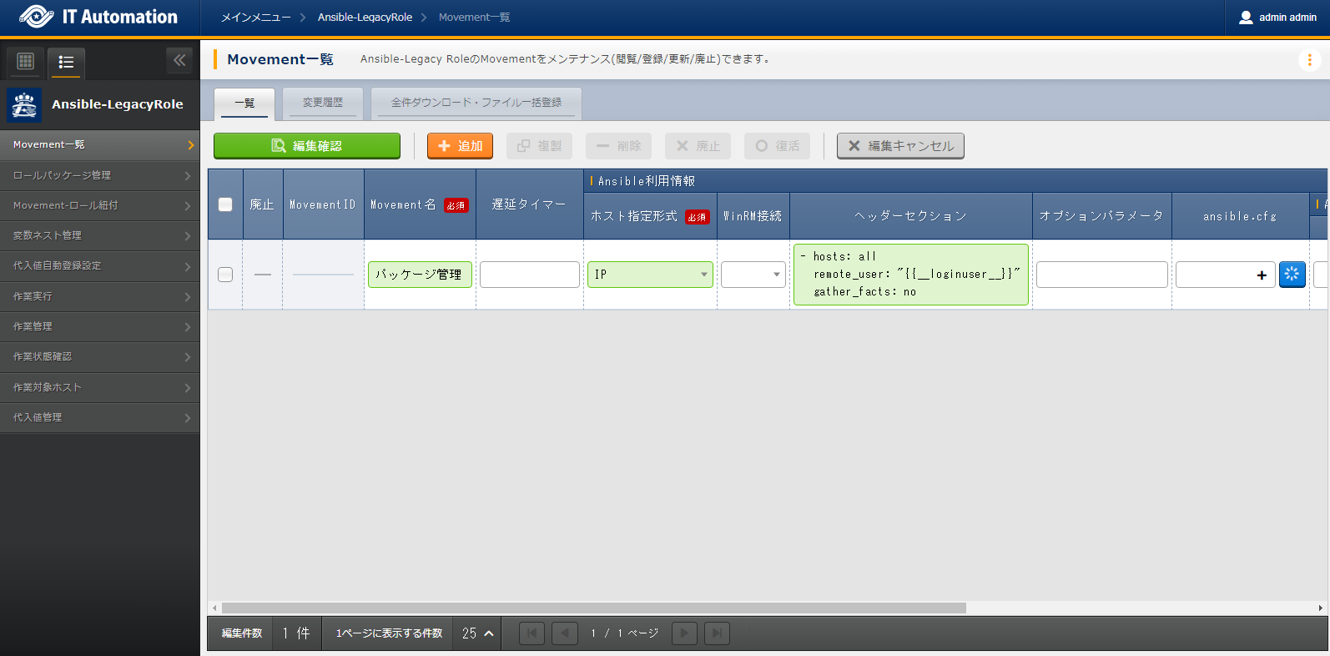 IT Automation
メインメニュー
Ansible-LegacyRole
Movement一覧
admin admin
Movement一覧
Ansible-Legacy RoleのMovementをメンテナンス(閲覧/登録/更新/廃止)できます。
Ansible-LegacyRole
Movement一覧
ロールパッケージ管理
Movement-ロール紐付
変数ネスト管理
代入値自動登録設定
作業実行
作業管理
作業状態確認
作業対象ホスト
代入値管理
一覧
変更履歴
全件ダウンロード・ファイル一括登録
編集確認
追加
複製
削除
廃止
復活
編集キャンセル
廃止
MovementID
Movement名 必須
遅延タイマー
Ansible利用情報
ホスト指定形式 必須
WinRM接続
ヘッダーセクション
オプションパラメータ
ansible.cfg
パッケージ管理
IP
- hosts: all
remote_user: "{{__loginuser__}}"
gather_facts: no
編集件数
1 件
1ページに表示する件数
25
1 / 1 ページ